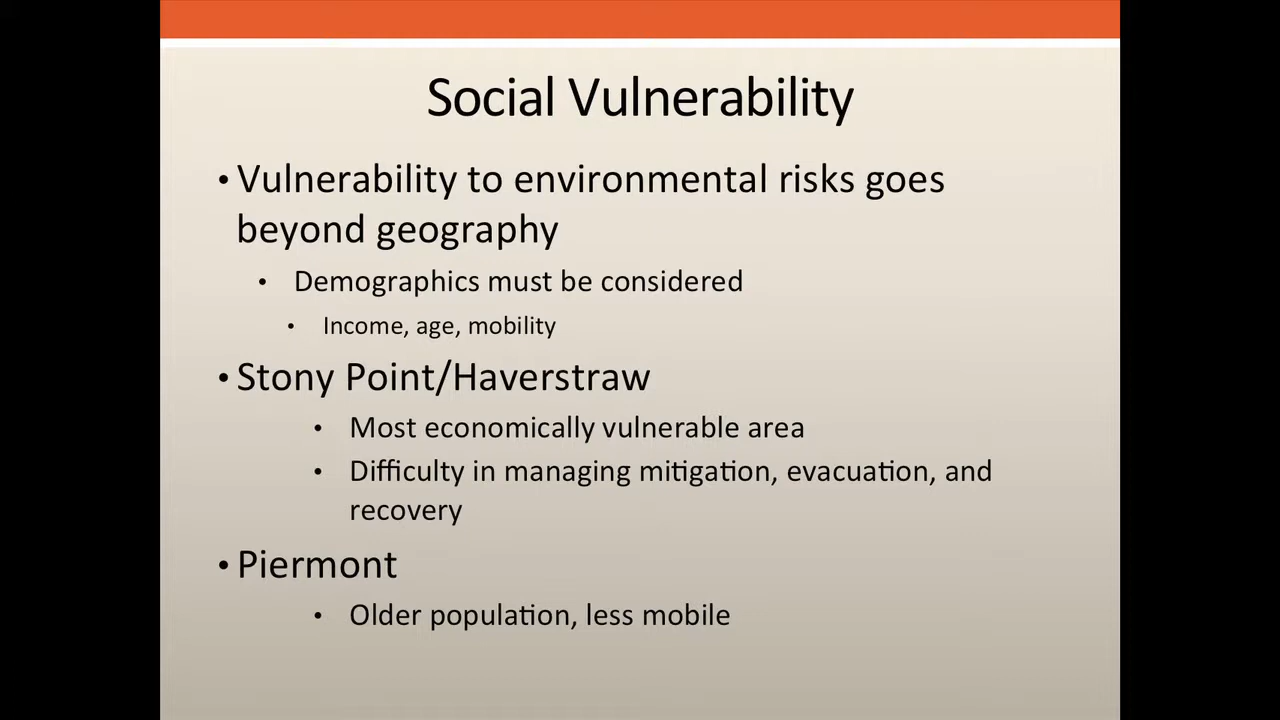 Social Vulnerability
• Vulnerability to environmental risks goes
beyond geography
• Demographics must be considered
• Income, age, mobility
• Stony Point/Haverstraw
• Most economically vulnerable area
• Difficulty in managing mitigation, evacuation, and
recovery
• Piermont
• Older population, less mobile